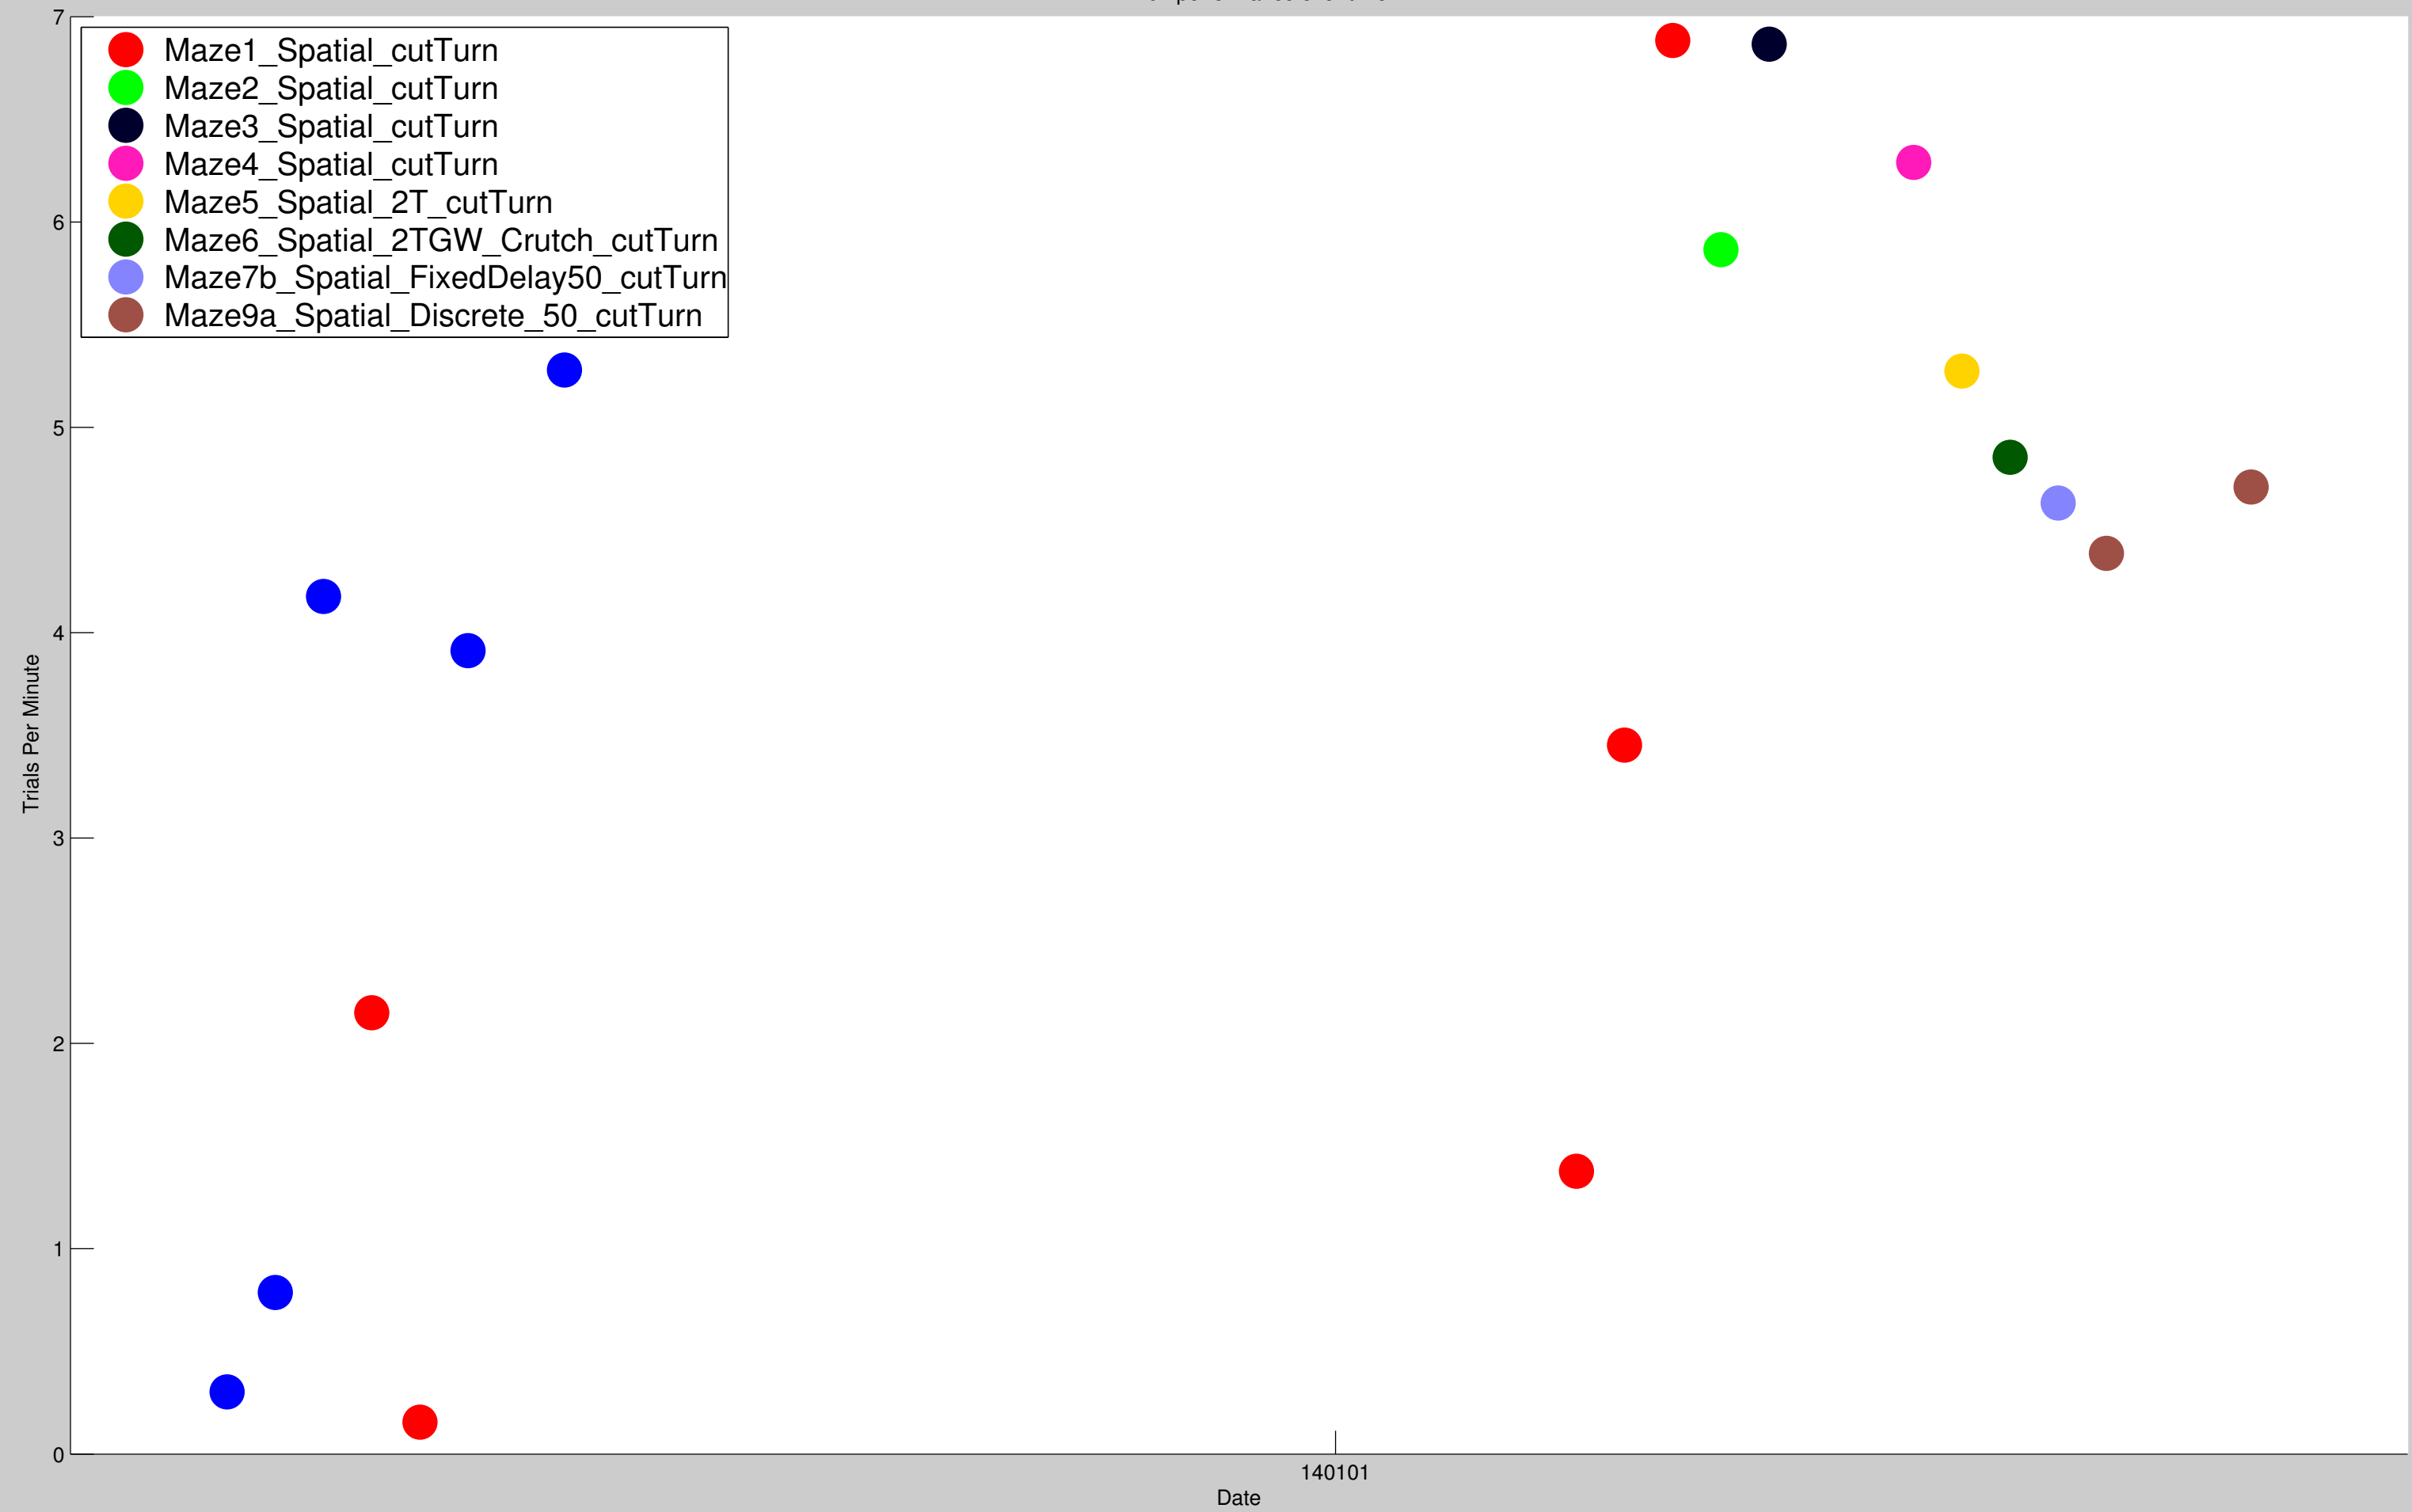 7
Maze1_Spatial_cutTurn
Maze2_Spatial_cutTurn
Maze3_Spatial_cutTurn
Maze4_Spatial_cutTurn
Maze5_Spatial_2T_cutTurn
6
Maze6_Spatial_2TGW_Crutch_cutTurn
Maze7b_Spatial_FixedDelay50_cutTurn
Maze9a_Spatial_Discrete_50_cutTurn
5
4
Trials Per Minute
3
2
1
0
140101
Date